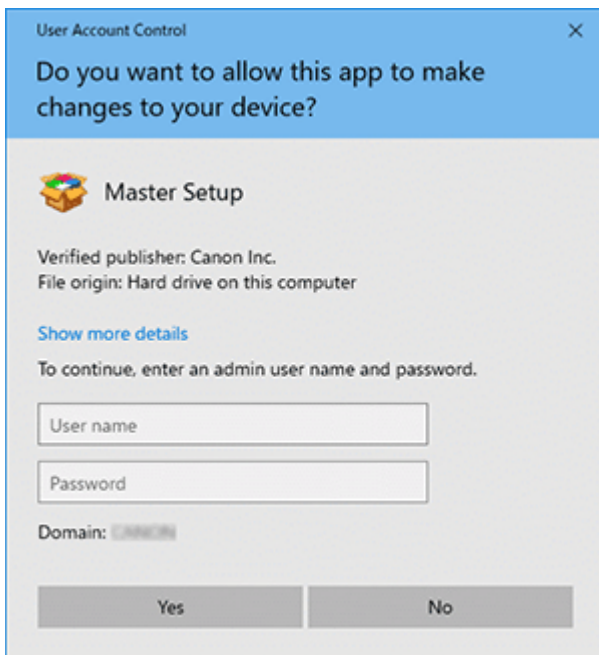 User Account Control
Do you want to allow this app to make
changes to your device?
Master Setup
Verified publisher: Canon Inc.
File origin: Hard drive on this computer
Show more details
To continue, enter an admin user name and password.
User name
Password
Domain:
Yes
No